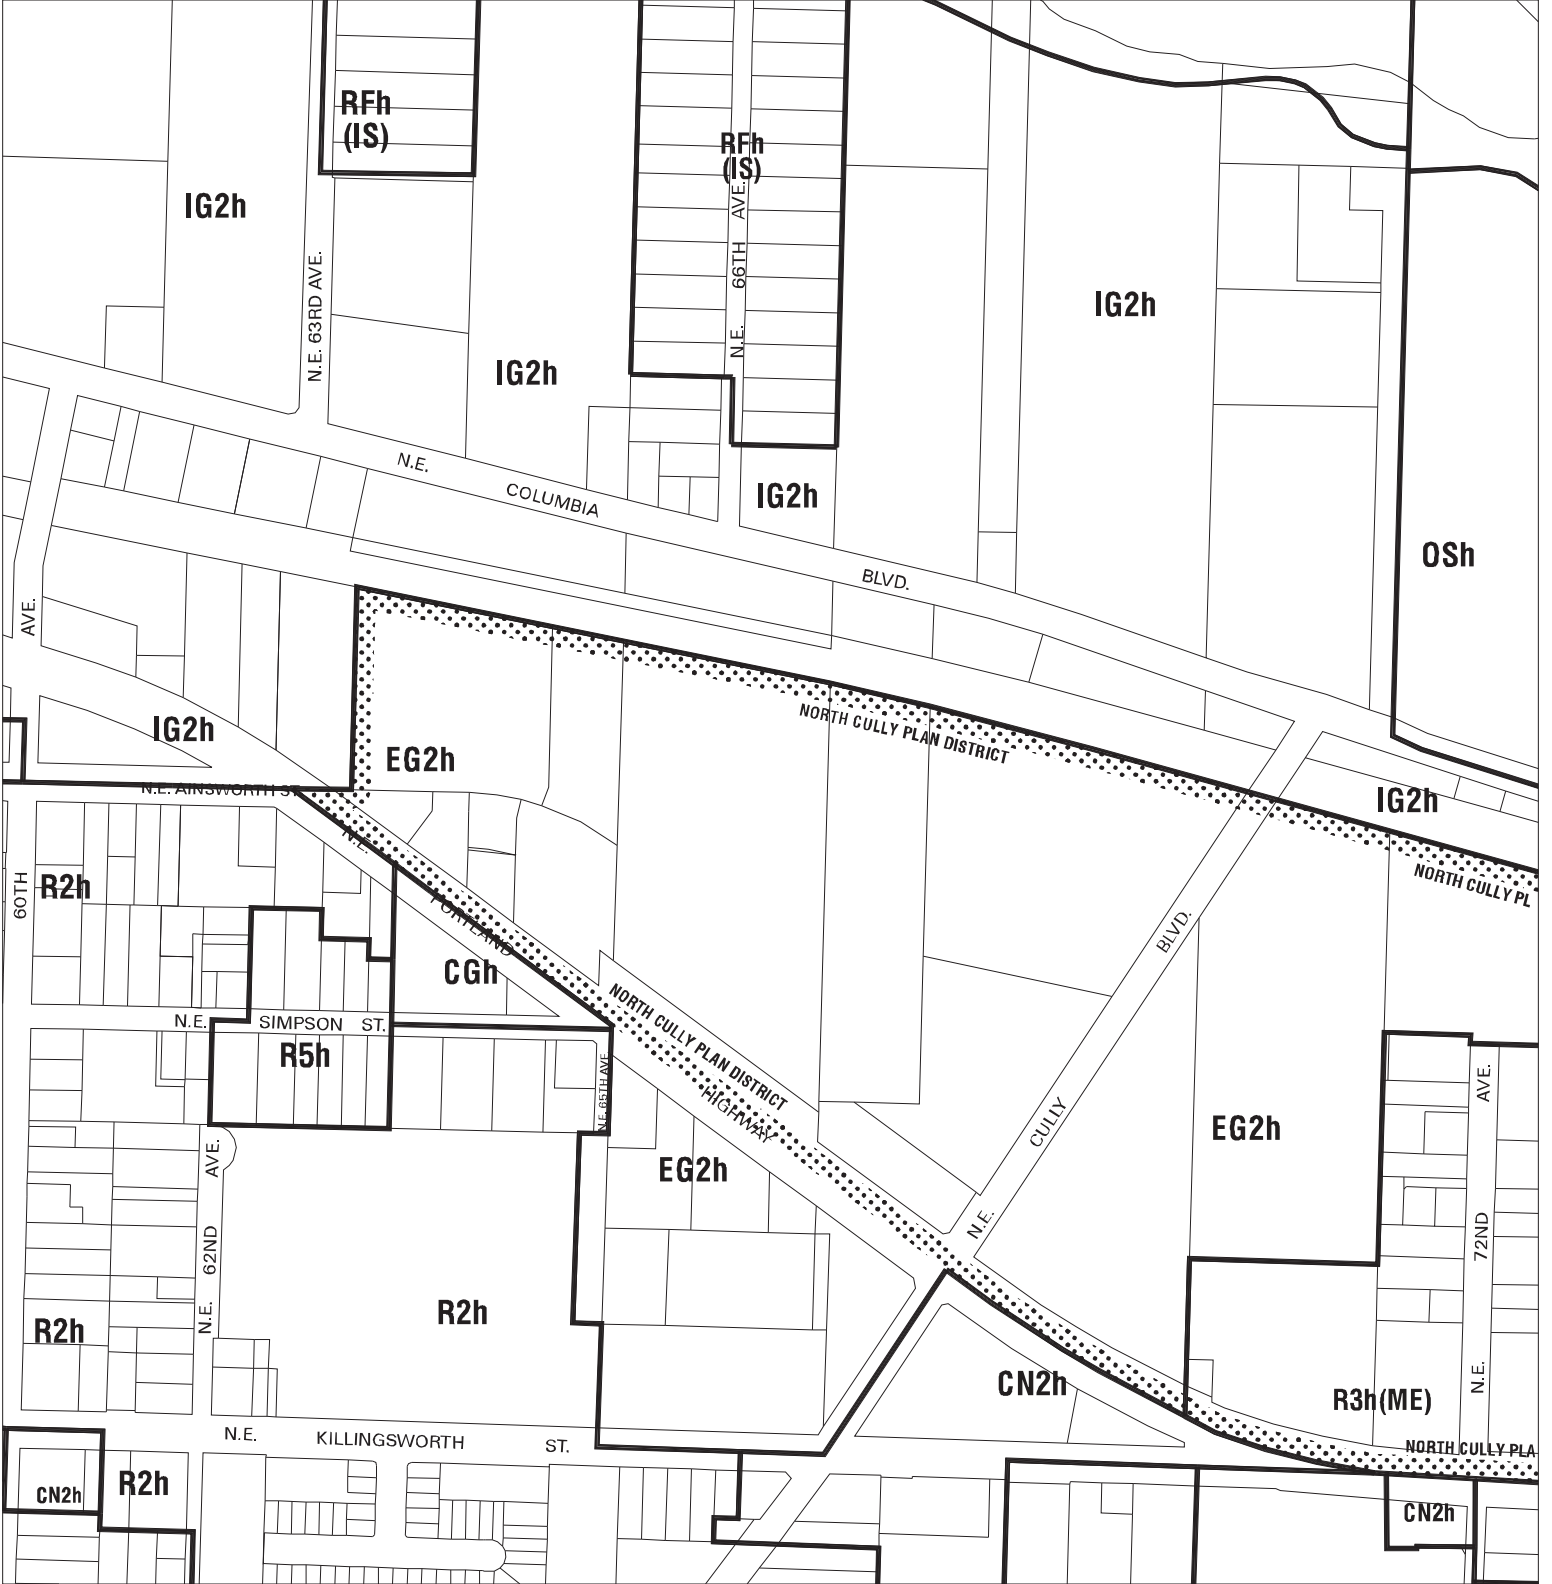 RFh
(IS)
RFh
(IS)
IG2h
N.E. 63RD AVE.
N.E. 66TH AVE.
IG2h
IG2h
N.E. COLUMBIA BLVD.
IG2h
OSh
AVE.
IG2h
EG2h
NORTH CULLY PLAN DISTRICT
IG2h
N.E. AINSWORTH ST.
N.E. PORTLAND HIGHWAY
60TH
R2h
NORTH CULLY PL
CGh
N.E. CULLY BLVD.
NORTH CULLY PLAN DISTRICT
N.E. SIMPSON ST.
R5h
N.E. 65TH AVE
EG2h
EG2h
N.E. 62ND AVE.
N.E. 72ND AVE.
R2h
R2h
CN2h
R3h(ME)
N.E. KILLINGSWORTH ST.
NORTH CULLY PLA
CN2h
R2h
CN2h